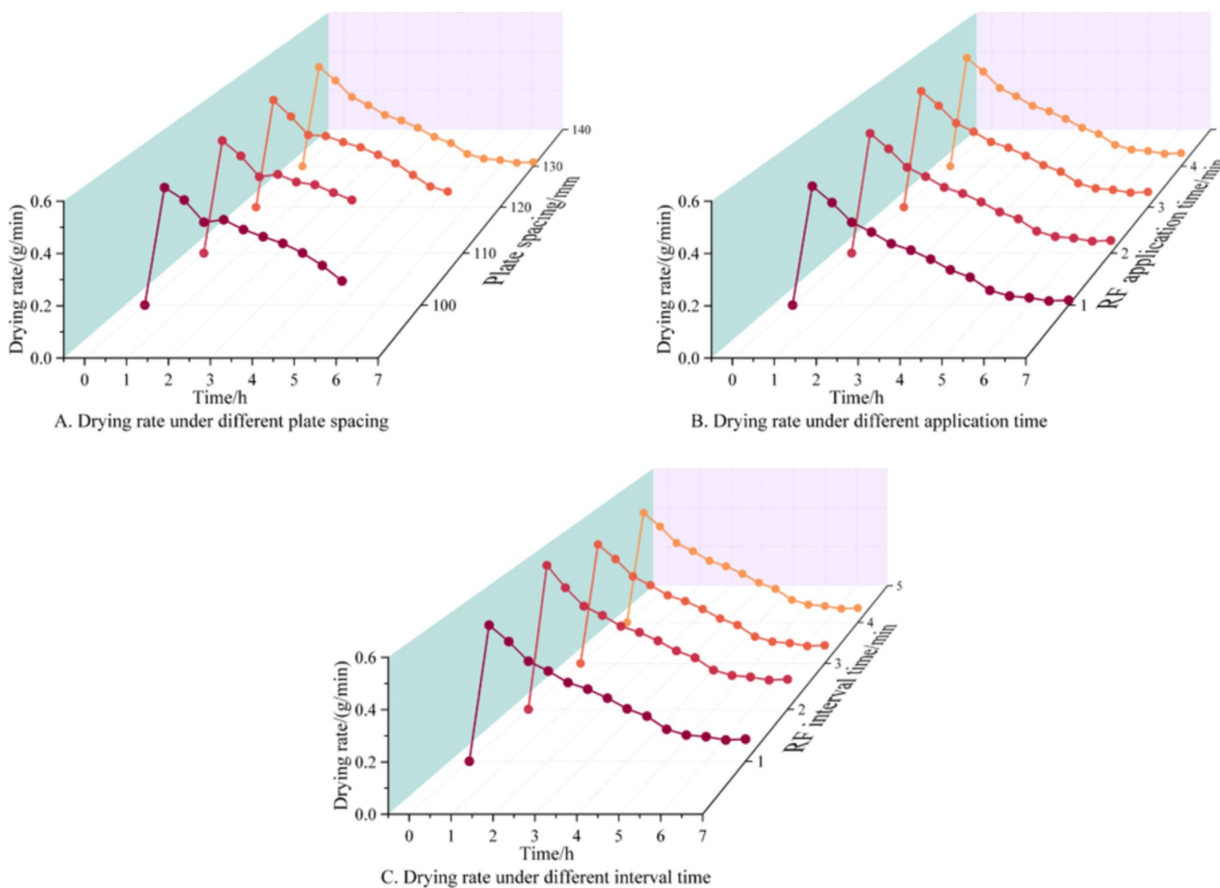 140
130
120
110
100
Plate spacing/mm
0.6
0.4
0.2
0.0
Drying rate/(g/min)
0 1 2 3 4 5 6 7
Time/h
A. Drying rate under different plate spacing
4
3
2
1
RF application time/min
0.6
0.4
0.2
0.0
Drying rate/(g/min)
0 1 2 3 4 5 6 7
Time/h
B. Drying rate under different application time
5
4
3
2
1
RF interval time/min
0.6
0.4
0.2
0.0
Drying rate/(g/min)
0 1 2 3 4 5 6 7
Time/h
C. Drying rate under different interval time